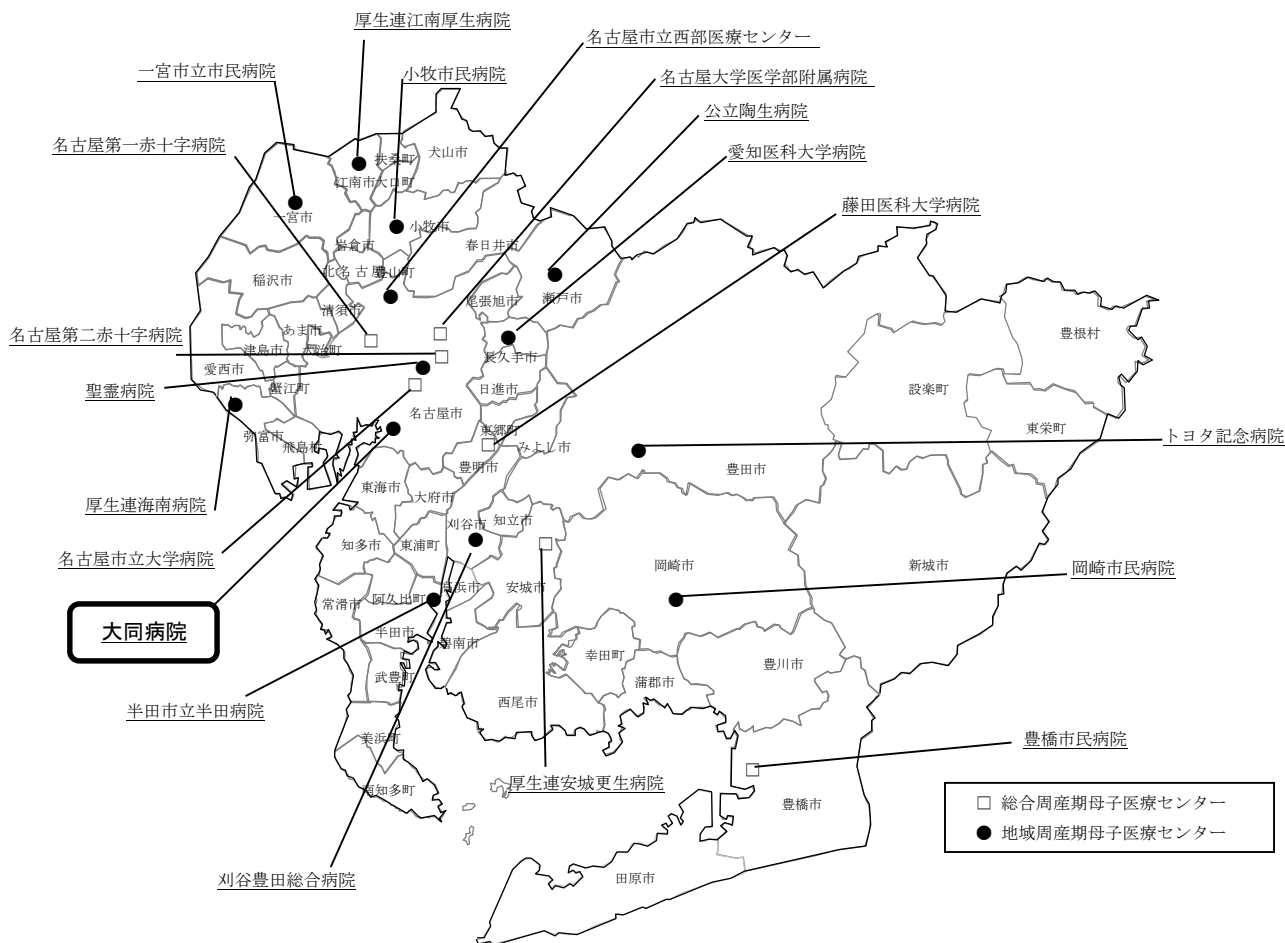 厚生連江南厚生病院
名古屋市立西部医療センター
一宮市立市民病院
小牧市民病院
名古屋大学医学部附属病院
公立陶生病院
名古屋第一赤十字病院
愛知医科大学病院
藤田医科大学病院
犬山市
扶桑町
江南市
大口町
一宮市
小牧市
岩倉市
春日井市
北名古屋
豊山町
稲沢市
瀬戸市
尾張旭市
清須市
あま市
名古屋第二赤十字病院
津島市
大治町
長久手市
豊根村
愛西市
蟹江町
日進市
設楽町
聖霊病院
名古屋市
東栄町
弥富市
飛島村
東郷町
みよし市
トヨタ記念病院
豊明市
豊田市
東海市
大府市
厚生連海南病院
刈谷市
知立市
知多市
東浦町
名古屋市立大学病院
岡崎市
新城市
岡崎市民病院
高浜市
安城市
常滑市
阿久比町
大同病院
半田市
碧南市
幸田町
豊川市
武豊町
蒲郡市
西尾市
半田市立半田病院
美浜町
豊橋市民病院
南知多町
厚生連安城更生病院
豊橋市
□ 総合周産期母子医療センター
● 地域周産期母子医療センター
刈谷豊田総合病院
田原市